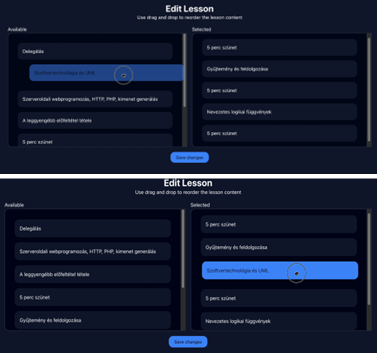 Edit Lesson
Use drag and drop to reorder the lesson content
Available
Selected
Delegálás
Szoftvertechnológia és UML
Szerveroldali webprogramozás, HTTP, PHP, kimenet generálás
A leggyengébb előfeltétel tétele
5 perc szünet
5 perc szünet
Gyűjtemény és feldolgozása
5 perc szünet
Nevezetes logikai függvények
5 perc szünet
Save changes
Edit Lesson
Use drag and drop to reorder the lesson content
Available
Selected
Delegálás
Szerveroldali webprogramozás, HTTP, PHP, kimenet generálás
A leggyengébb előfeltétel tétele
5 perc szünet
Gyűjtemény és feldolgozása
5 perc szünet
Gyűjtemény és feldolgozása
Szoftvertechnológia és UML
5 perc szünet
Nevezetes logikai függvények
Save changes